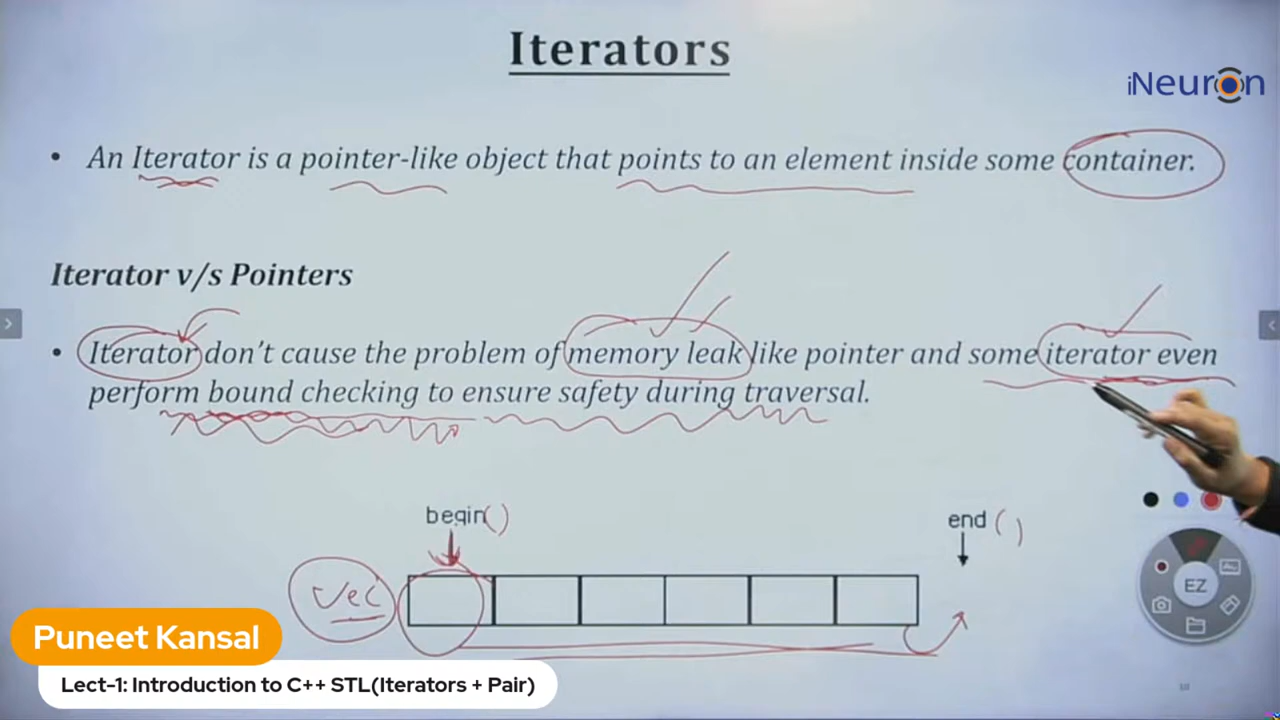 Iterators
iNeuron
• An Iterator is a pointer-like object that points to an element inside some container.
Iterator v/s Pointers
• Iterator don't cause the problem of memory leak like pointer and some iterator even
perform bound checking to ensure safety during traversal.
begin()
end ()
Vec
EZ
Puneet Kansal
Lect-1: Introduction to C++ STL(Iterators + Pair)